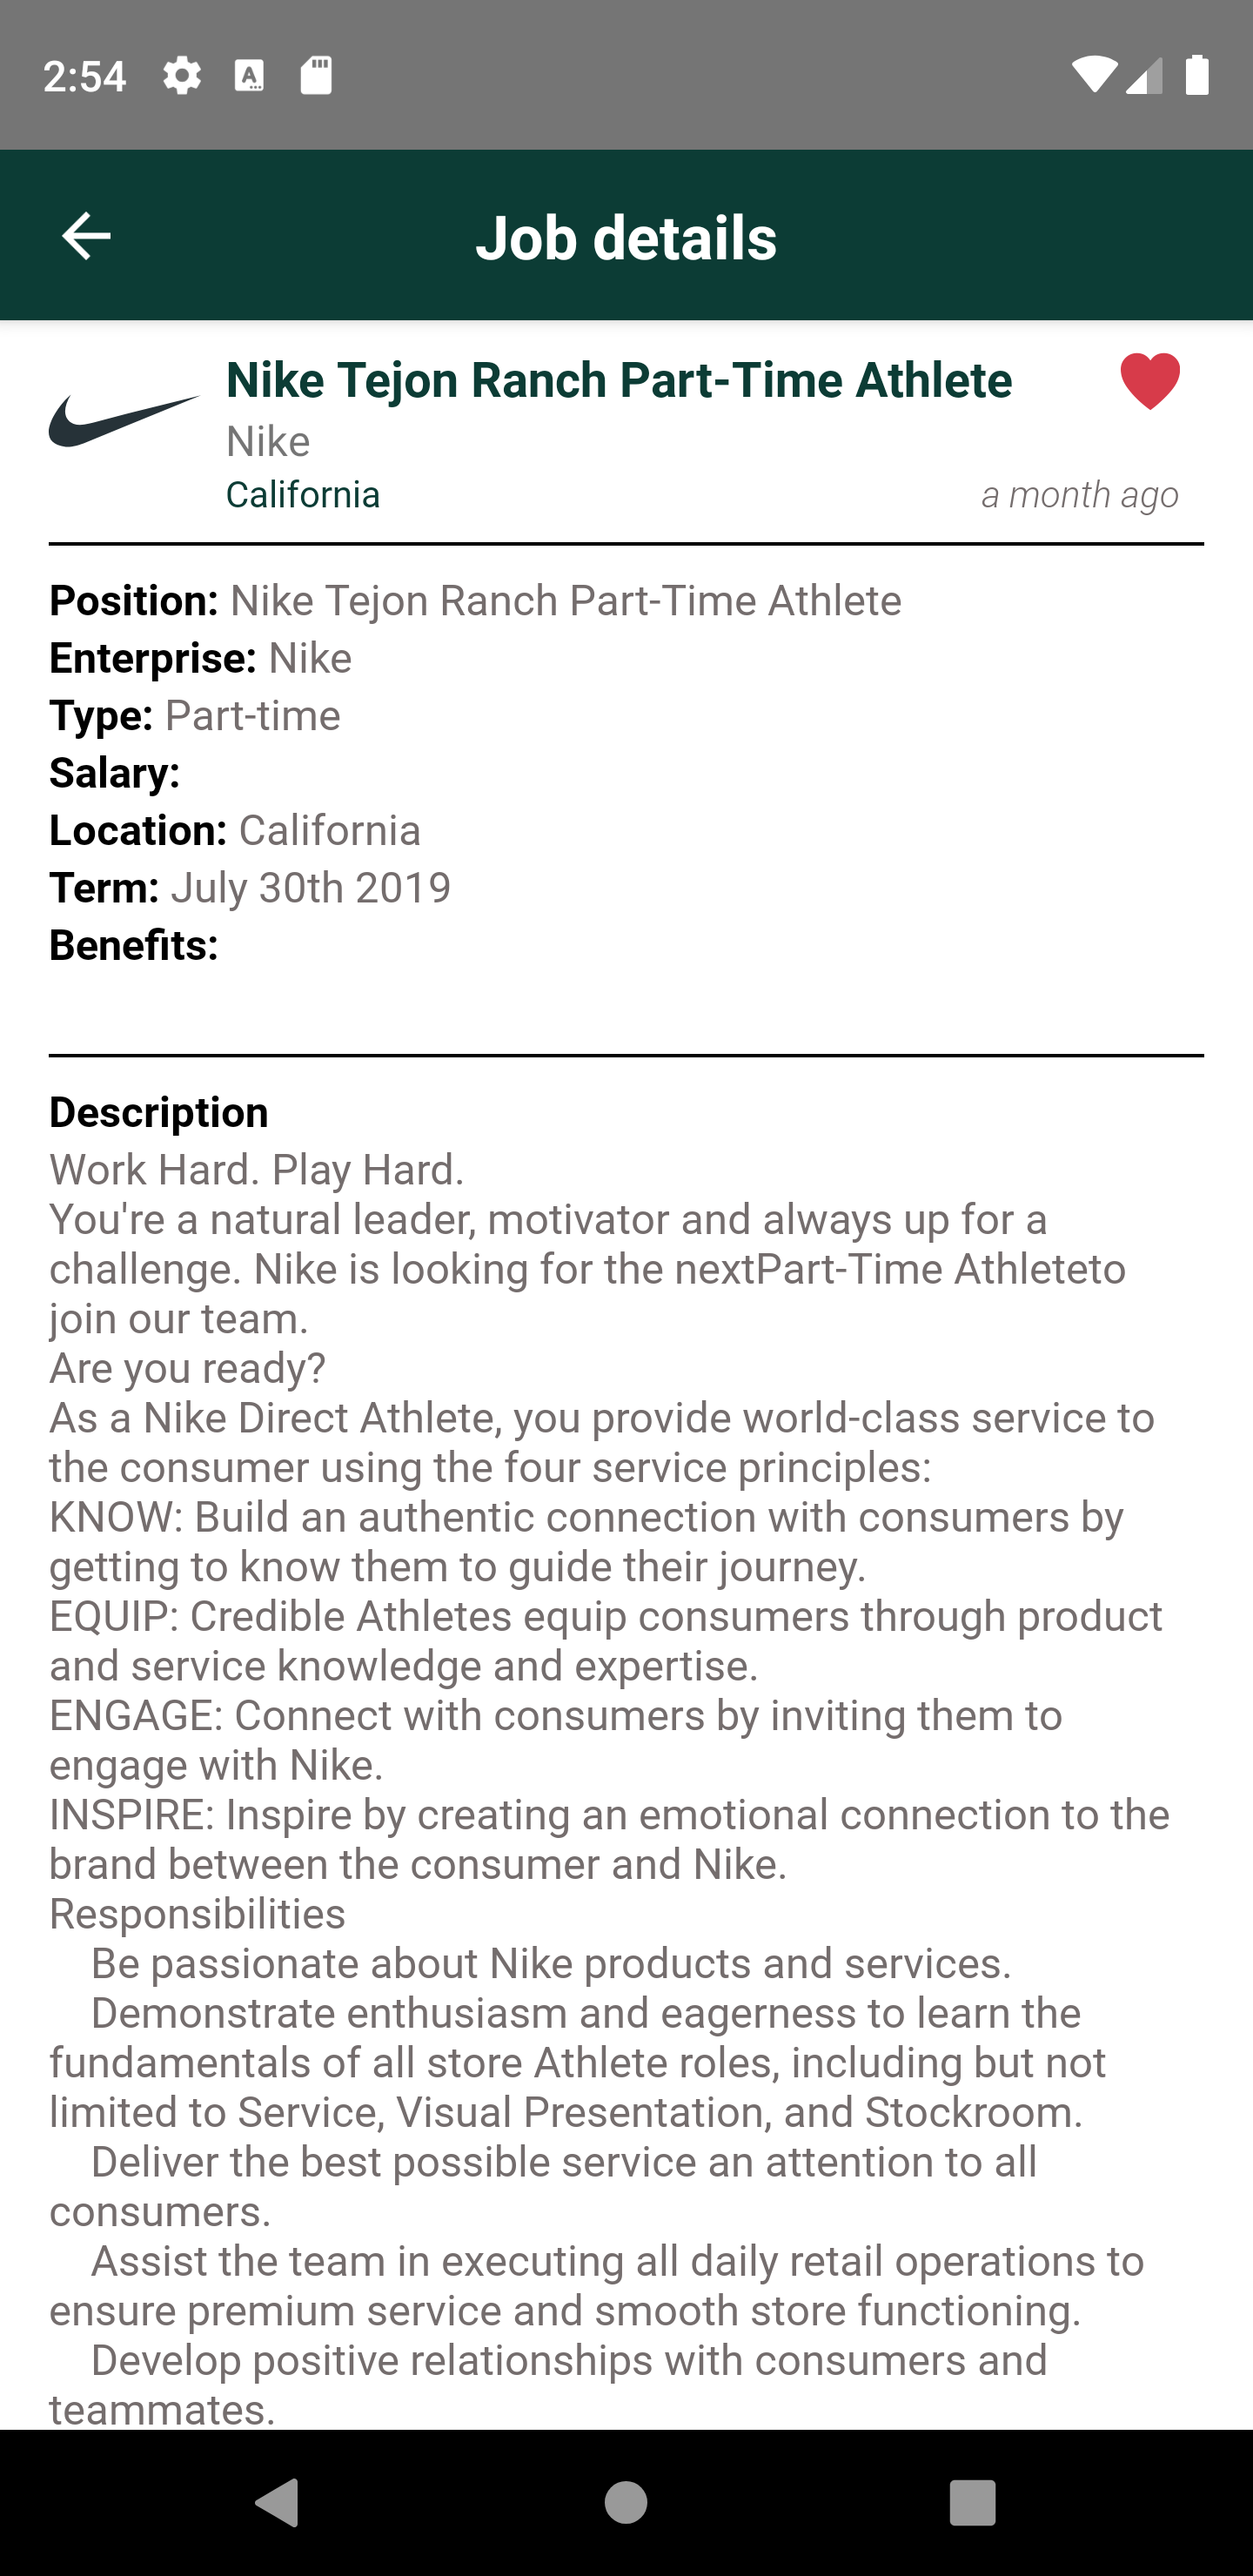 2:54
Job details
Nike Tejon Ranch Part-Time Athlete
Nike
California
a month ago
Position: Nike Tejon Ranch Part-Time Athlete
Enterprise: Nike
Type: Part-time
Salary:
Location: California
Term: July 30th 2019
Benefits:
Description
Work Hard. Play Hard.
You're a natural leader, motivator and always up for a
challenge. Nike is looking for the nextPart-Time Athleteto
join our team.
Are you ready?
As a Nike Direct Athlete, you provide world-class service to
the consumer using the four service principles:
KNOW: Build an authentic connection with consumers by
getting to know them to guide their journey.
EQUIP: Credible Athletes equip consumers through product
and service knowledge and expertise.
ENGAGE: Connect with consumers by inviting them to
engage with Nike.
INSPIRE: Inspire by creating an emotional connection to the
brand between the consumer and Nike.
Responsibilities
Be passionate about Nike products and services.
Demonstrate enthusiasm and eagerness to learn the
fundamentals of all store Athlete roles, including but not
limited to Service, Visual Presentation, and Stockroom.
Deliver the best possible service an attention to all
consumers.
Assist the team in executing all daily retail operations to
ensure premium service and smooth store functioning.
Develop positive relationships with consumers and
teammates.